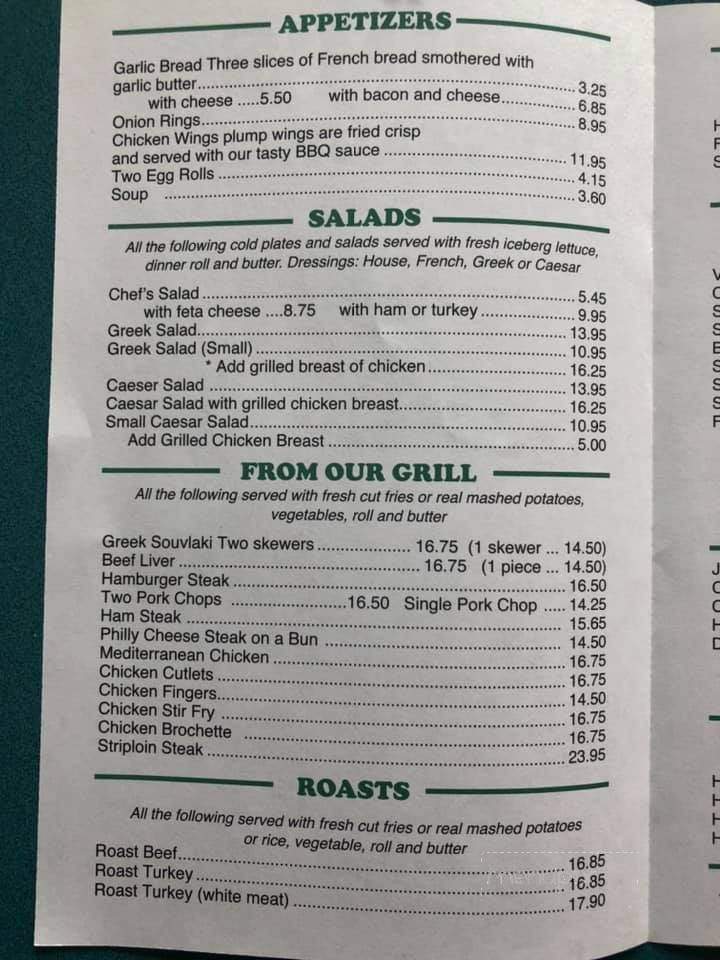 APPETIZERS
Garlic Bread Three slices of French bread smothered with
garlic butter.......... 3.25
with cheese .....5.50 with bacon and cheese.......... 6.85
Onion Rings.......... 8.95
Chicken Wings plump wings are fried crisp
and served with our tasty BBQ sauce .......... 11.95
Two Egg Rolls .......... 4.15
Soup .......... 3.60
SALADS
All the following cold plates and salads served with fresh iceberg lettuce,
dinner roll and butter. Dressings: House, French, Greek or Caesar
Chef's Salad .......... 5.45
with feta cheese ....8.75 with ham or turkey .......... 9.95
Greek Salad.......... 13.95
Greek Salad (Small) .......... 10.95
* Add grilled breast of chicken .......... 16.25
Caeser Salad .......... 13.95
Caesar Salad with grilled chicken breast.......... 16.25
Small Caesar Salad.......... 10.95
Add Grilled Chicken Breast .......... 5.00
FROM OUR GRILL
All the following served with fresh cut fries or real mashed potatoes,
vegetables, roll and butter
Greek Souvlaki Two skewers .......... 16.75 (1 skewer ... 14.50)
Beef Liver .......... 16.75 (1 piece ... 14.50)
Hamburger Steak .......... 16.50
Two Pork Chops ..........16.50 Single Pork Chop ..... 14.25
Ham Steak .......... 15.65
Philly Cheese Steak on a Bun .......... 14.50
Mediterranean Chicken .......... 16.75
Chicken Cutlets .......... 16.75
Chicken Fingers.......... 14.50
Chicken Stir Fry .......... 16.75
Chicken Brochette .......... 16.75
Striploin Steak .......... 23.95
ROASTS
All the following served with fresh cut fries or real mashed potatoes
or rice, vegetable, roll and butter
Roast Beef.......... 16.85
Roast Turkey .......... 16.85
Roast Turkey (white meat) .......... 17.90